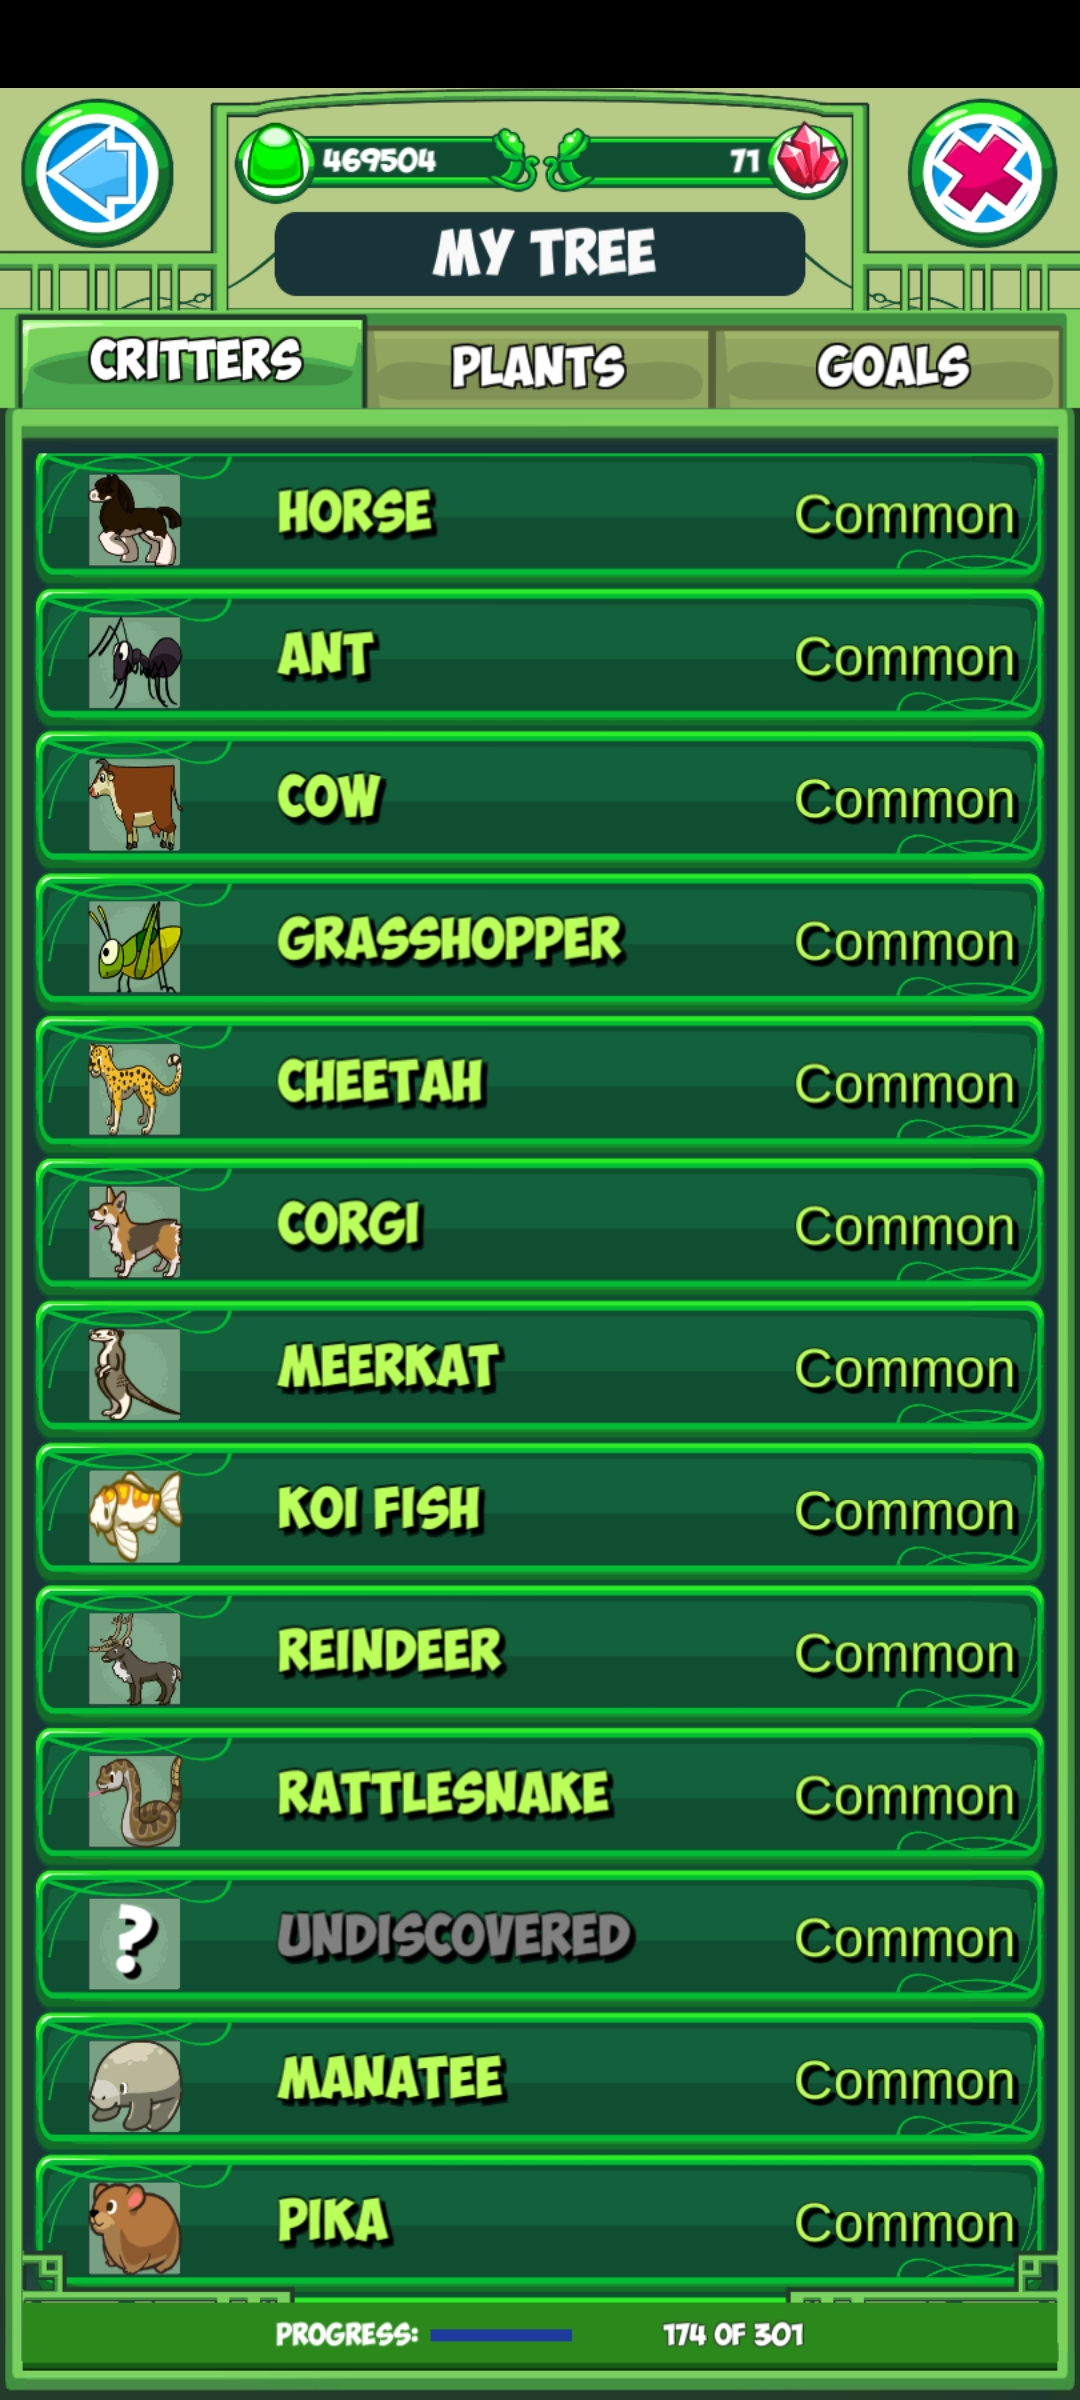 469504
71
MY TREE
CRITTERS
PLANTS
GOALS
HORSE Common
ANT Common
COW Common
GRASSHOPPER Common
CHEETAH Common
CORGI Common
MEERKAT Common
KOI FISH Common
REINDEER Common
RATTLESNAKE Common
? UNDISCOVERED Common
MANATEE Common
PIKA Common
PROGRESS: 174 OF 301